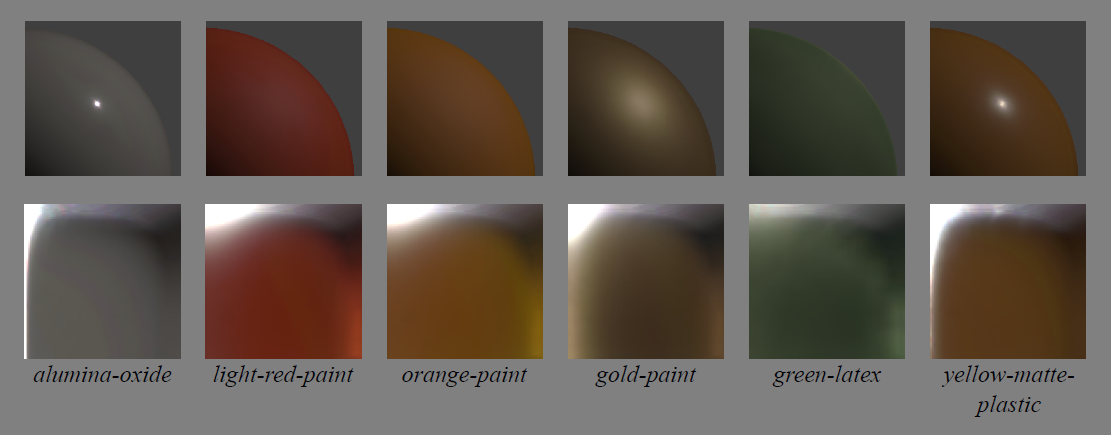 alumina-oxide light-red-paint orange-paint gold-paint green-latex yellow-matte-
plastic